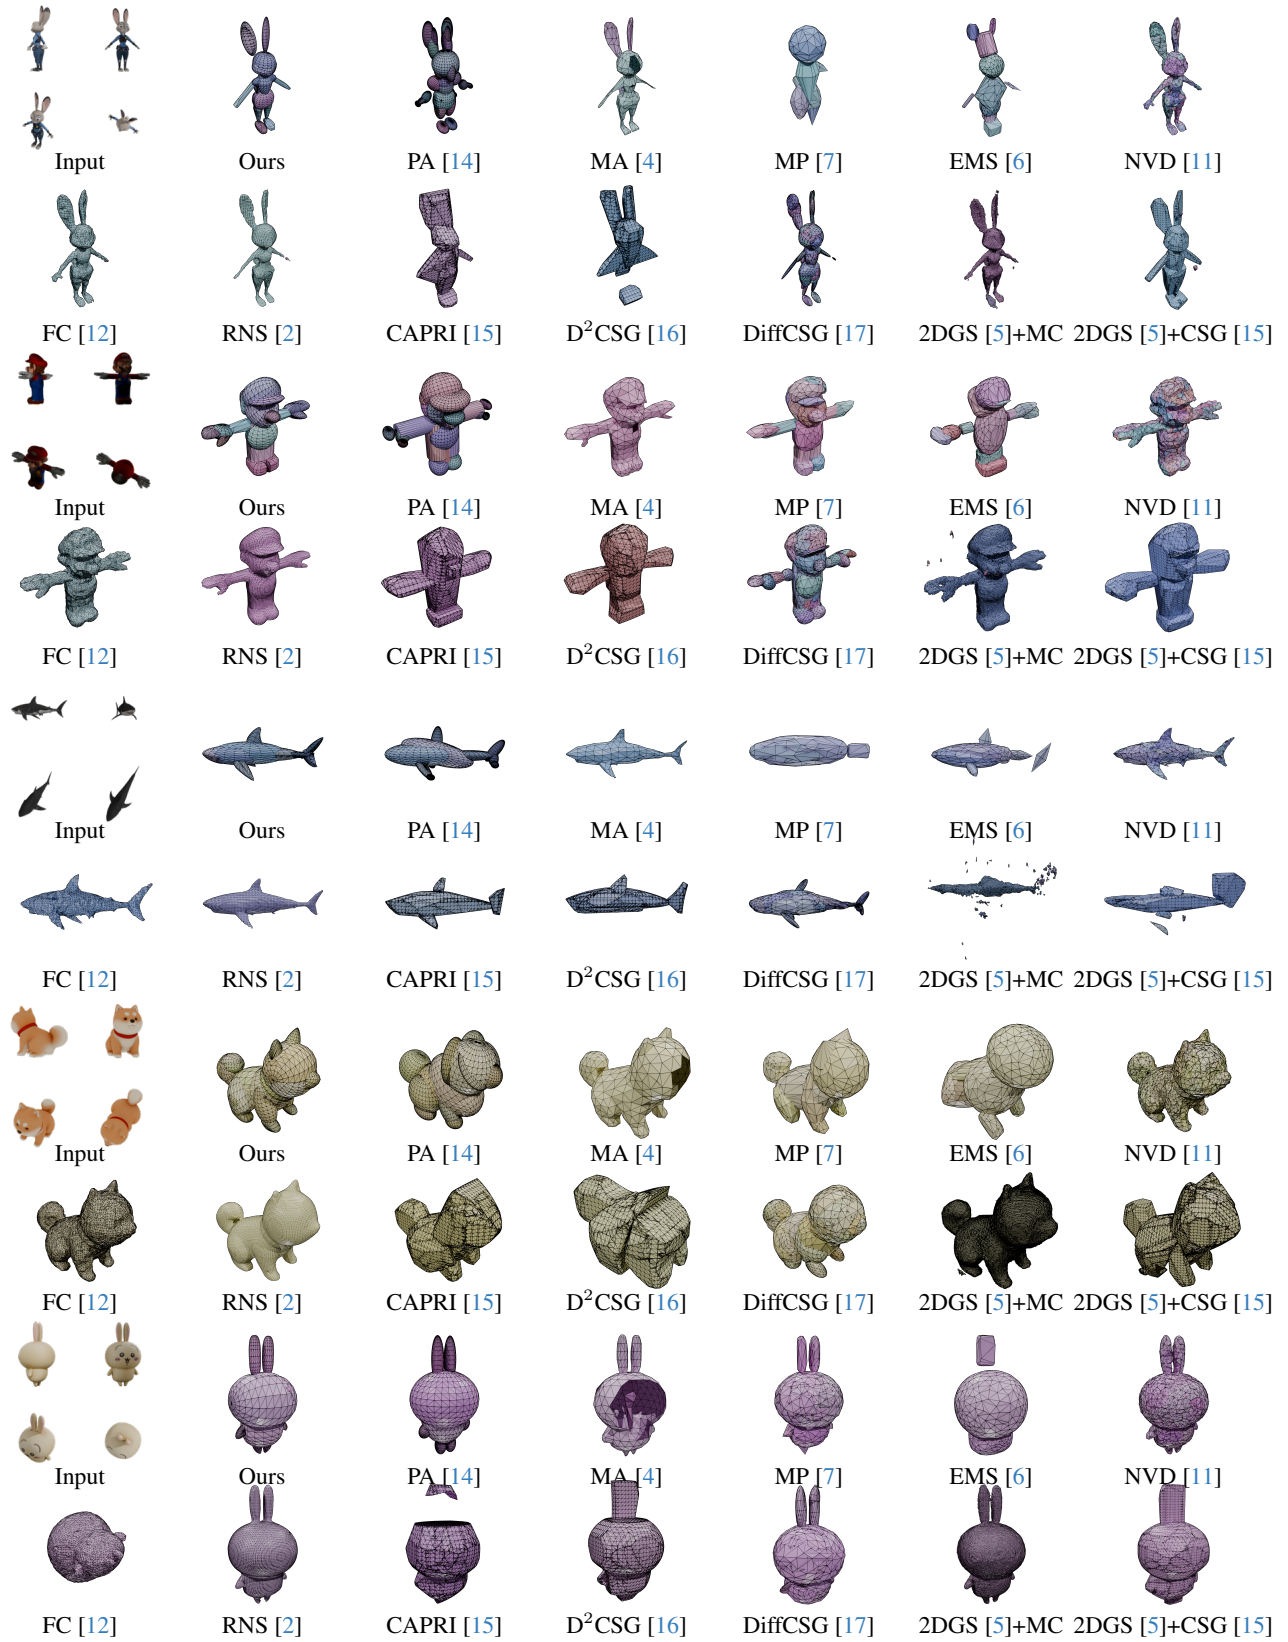 Input Ours PA [14] MA [4] MP [7] EMS [6] NVD [11]
FC [12] RNS [2] CAPRI [15] D²CSG [16] DiffCSG [17] 2DGS [5]+MC 2DGS [5]+CSG [15]
Input Ours PA [14] MA [4] MP [7] EMS [6] NVD [11]
FC [12] RNS [2] CAPRI [15] D²CSG [16] DiffCSG [17] 2DGS [5]+MC 2DGS [5]+CSG [15]
Input Ours PA [14] MA [4] MP [7] EMS [6] NVD [11]
FC [12] RNS [2] CAPRI [15] D²CSG [16] DiffCSG [17] 2DGS [5]+MC 2DGS [5]+CSG [15]
Input Ours PA [14] MA [4] MP [7] EMS [6] NVD [11]
FC [12] RNS [2] CAPRI [15] D²CSG [16] DiffCSG [17] 2DGS [5]+MC 2DGS [5]+CSG [15]
Input Ours PA [14] MA [4] MP [7] EMS [6] NVD [11]
FC [12] RNS [2] CAPRI [15] D²CSG [16] DiffCSG [17] 2DGS [5]+MC 2DGS [5]+CSG [15]